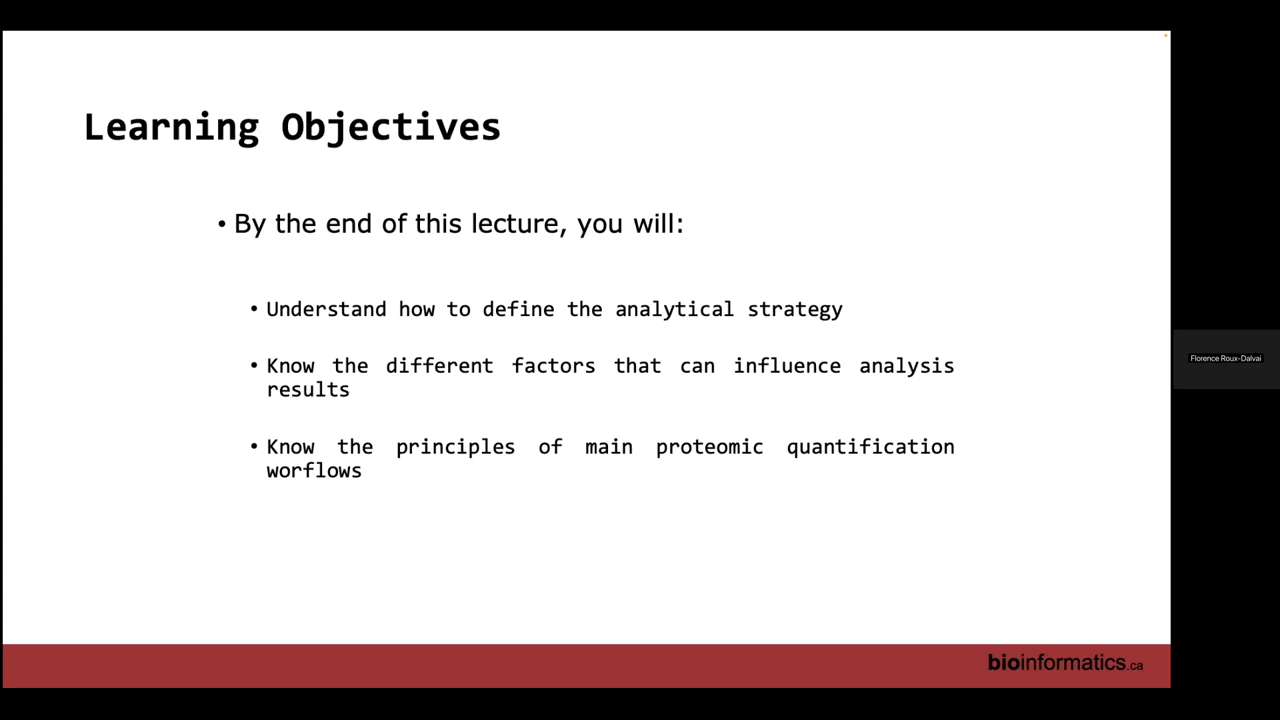 Learning Objectives
• By the end of this lecture, you will:
• Understand how to define the analytical strategy
• Know the different factors that can influence analysis
results
• Know the principles of main proteomic quantification
worflows
Florence Roux-Dalvai
bioinformatics.ca